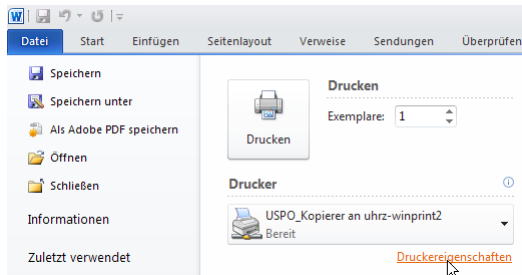 Datei Start Einfügen Seitenlayout Verweise Sendungen Überprüfen
Speichern
Speichern unter
Als Adobe PDF speichern
Öffnen
Schließen
Informationen
Zuletzt verwendet
Drucken
Drucken
Exemplare: 1
Drucker
USPO_Kopierer an uhrz-winprint2
Bereit
Druckereigenschaften